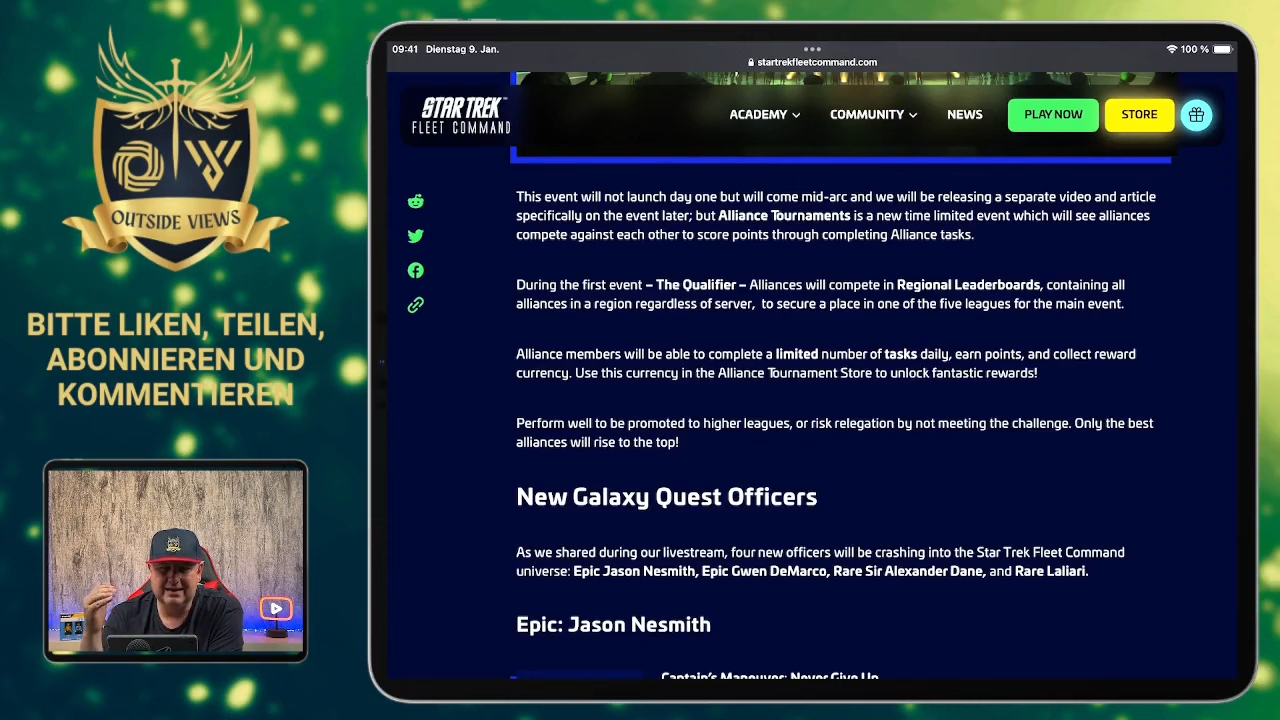 OUTSIDE VIEWS
BITTE LIKEN, TEILEN,
ABONNIEREN UND
KOMMENTIEREN
09:41 Dienstag 9. Jan.
100 %
startrekfleetcommand.com
STAR TREK™
FLEET COMMAND
ACADEMY
COMMUNITY
NEWS
PLAY NOW
STORE
This event will not launch day one but will come mid-arc and we will be releasing a separate video and article
specifically on the event later; but Alliance Tournaments is a new time limited event which will see alliances
compete against each other to score points through completing Alliance tasks.
During the first event – The Qualifier – Alliances will compete in Regional Leaderboards, containing all
alliances in a region regardless of server, to secure a place in one of the five leagues for the main event.
Alliance members will be able to complete a limited number of tasks daily, earn points, and collect reward
currency. Use this currency in the Alliance Tournament Store to unlock fantastic rewards!
Perform well to be promoted to higher leagues, or risk relegation by not meeting the challenge. Only the best
alliances will rise to the top!
New Galaxy Quest Officers
As we shared during our livestream, four new officers will be crashing into the Star Trek Fleet Command
universe: Epic Jason Nesmith, Epic Gwen DeMarco, Rare Sir Alexander Dane, and Rare Laliari.
Epic: Jason Nesmith
Captain's Maneuver: Never Give Up